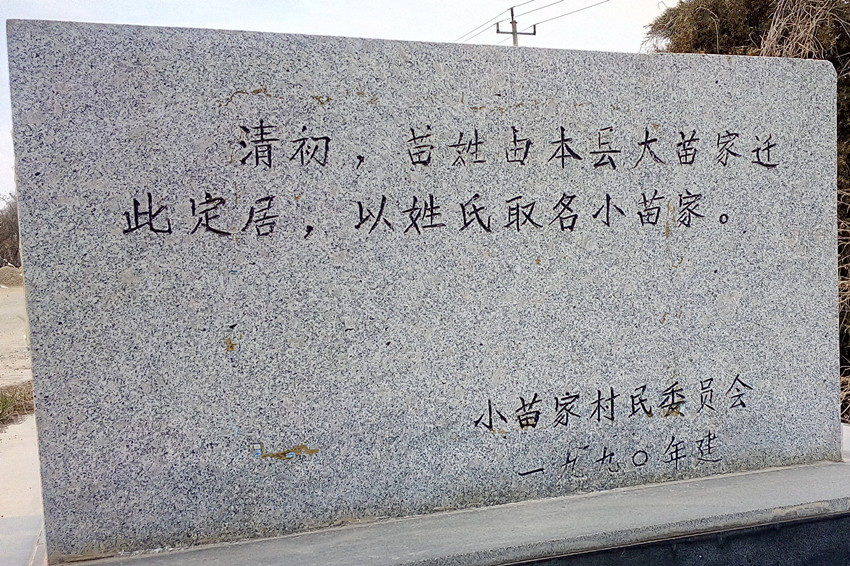 清初，苗姓卣本县大苗家迁
此定居，以姓氏取名小苗家。
小苗家村民委员会
一九九〇年建